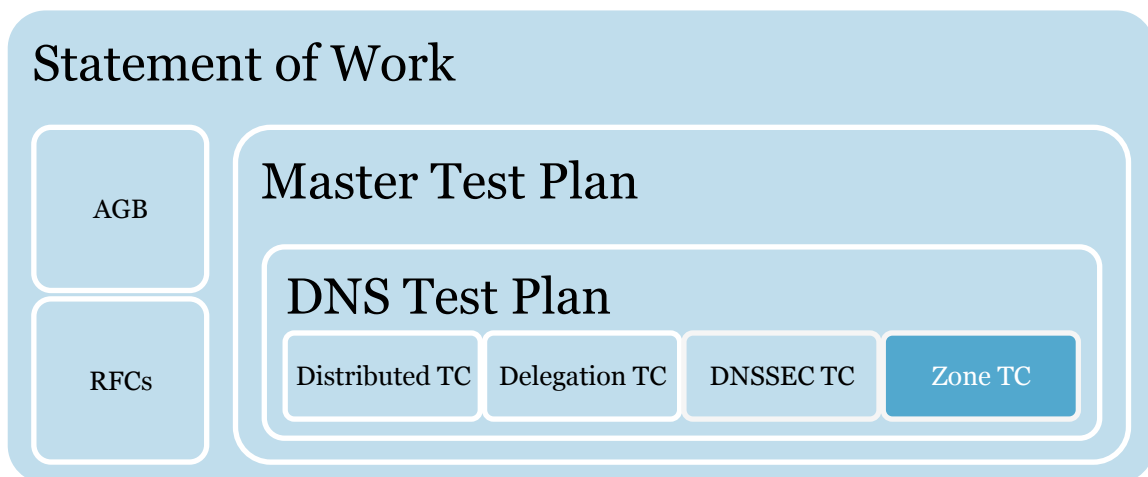 Statement of Work
AGB
RFCs
Master Test Plan
DNS Test Plan
Distributed TC
Delegation TC
DNSSEC TC
Zone TC